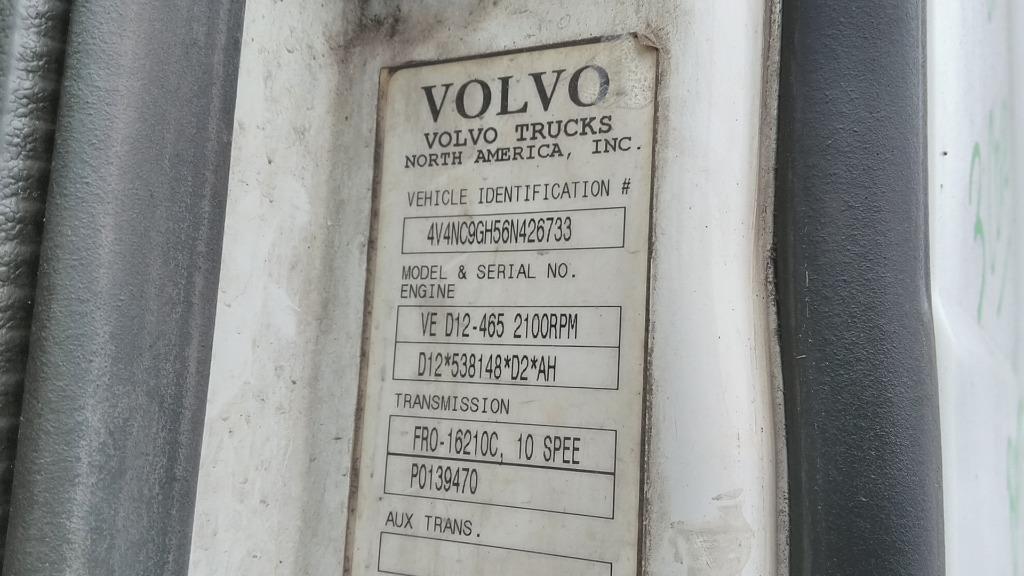 VOLVO
VOLVO TRUCKS
NORTH AMERICA, INC.
VEHICLE IDENTIFICATION #
4V4NC9GH56N426733
MODEL & SERIAL NO.
ENGINE
VE D12-465 2100RPM
D12*538148*D2*AH
TRANSMISSION
FRO-16210C, 10 SPEE
P0139470
AUX TRANS.